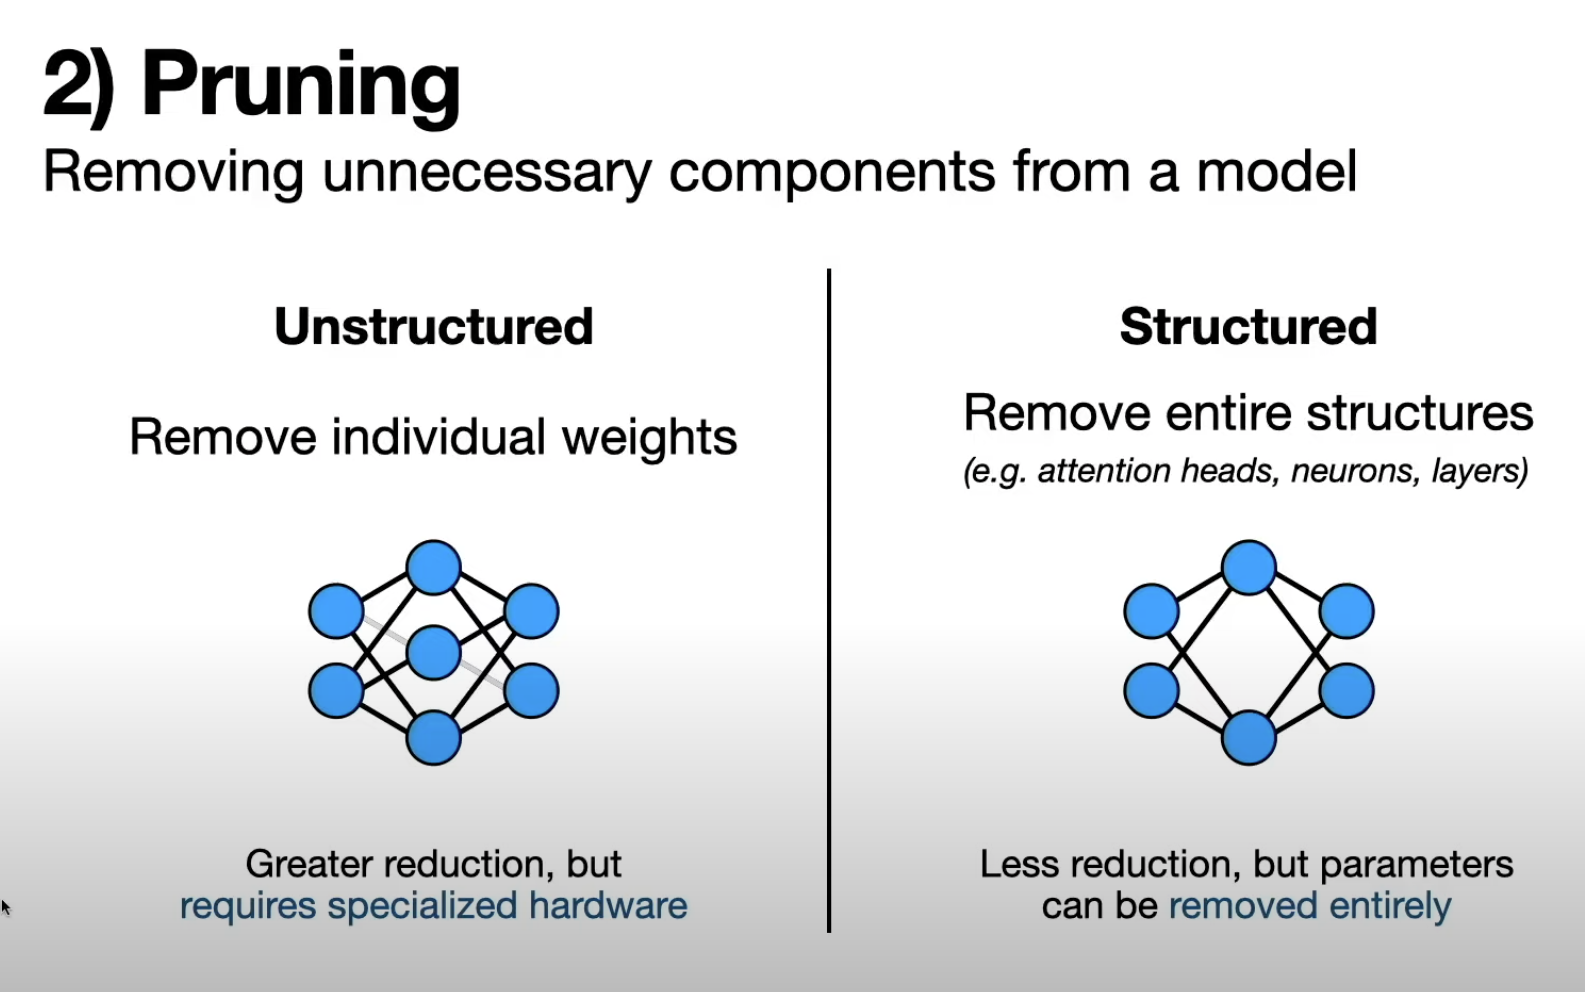 2) Pruning
Removing unnecessary components from a model
Unstructured
Remove individual weights
Greater reduction, but
requires specialized hardware
Structured
Remove entire structures
(e.g. attention heads, neurons, layers)
Less reduction, but parameters
can be removed entirely